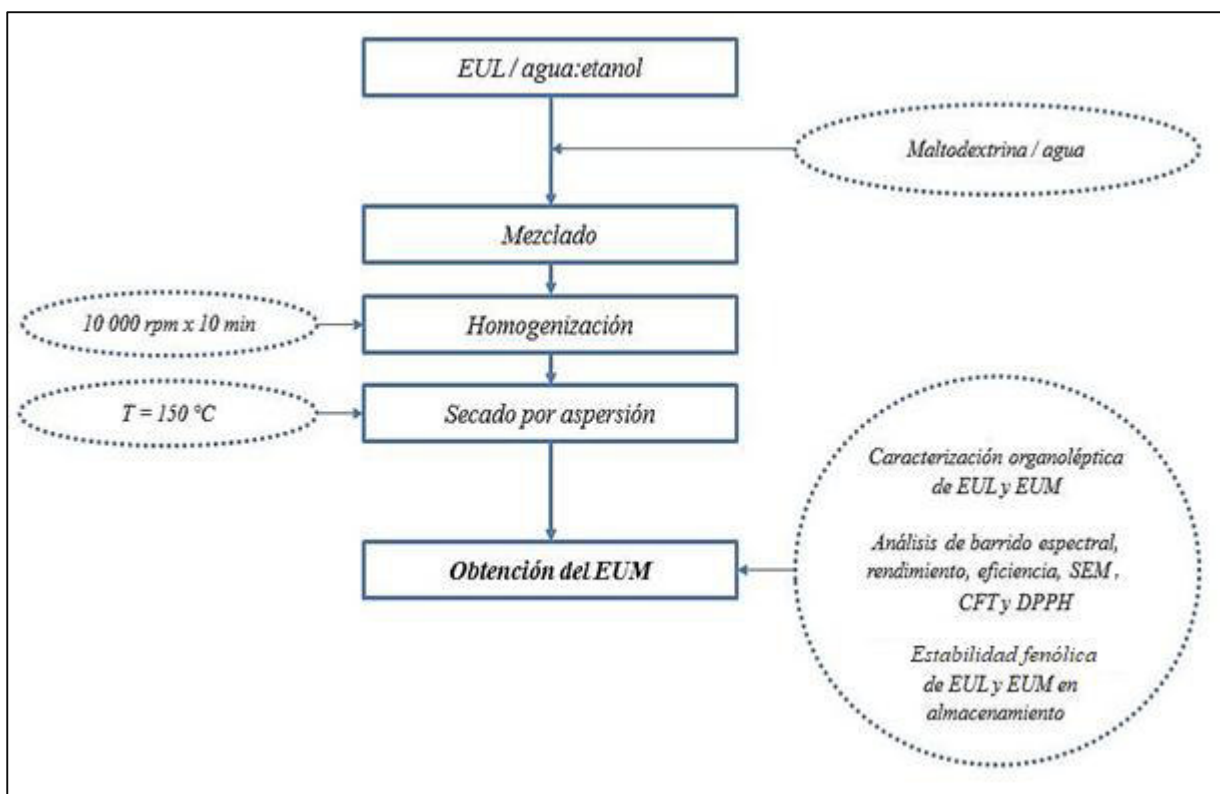 EUL / agua:etanol
Maltodextrina / agua
Mezclado
10 000 rpm x 10 min
Homogenización
T = 150 °C
Secado por aspersión
Obtención del EUM
Caracterización organoléptica
de EUL y EUM
Análisis de barrido espectral,
rendimiento, eficiencia, SEM ,
CFT y DPPH
Estabilidad fenólica
de EUL y EUM en
almacenamiento